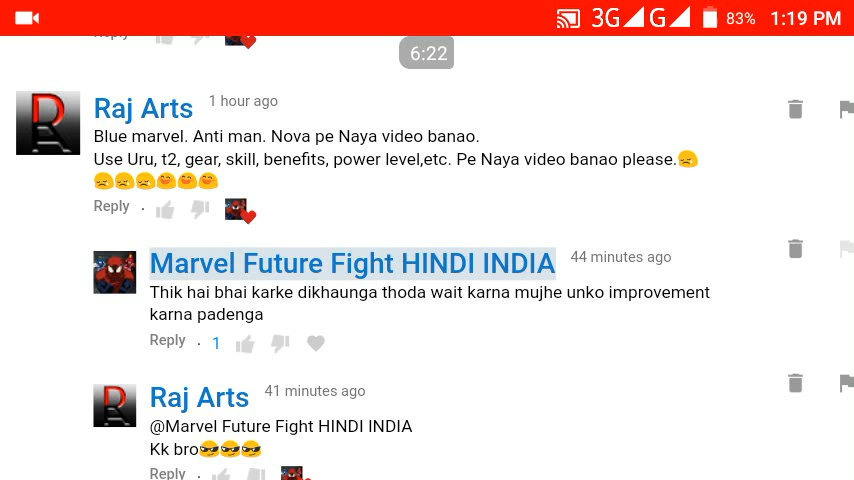 3G G 83% 1:19 PM
Reply
6:22
Raj Arts 1 hour ago
Blue marvel. Anti man. Nova pe Naya video banao.
Use Uru, t2, gear, skill, benefits, power level,etc. Pe Naya video banao please.😞
😞😞😞😊😊😊
Reply .
Marvel Future Fight HINDI INDIA 44 minutes ago
Thik hai bhai karke dikhaunga thoda wait karna mujhe unko improvement
karna padenga
Reply . 1
Raj Arts 41 minutes ago
@Marvel Future Fight HINDI INDIA
Kk bro😎😎😎
Reply .